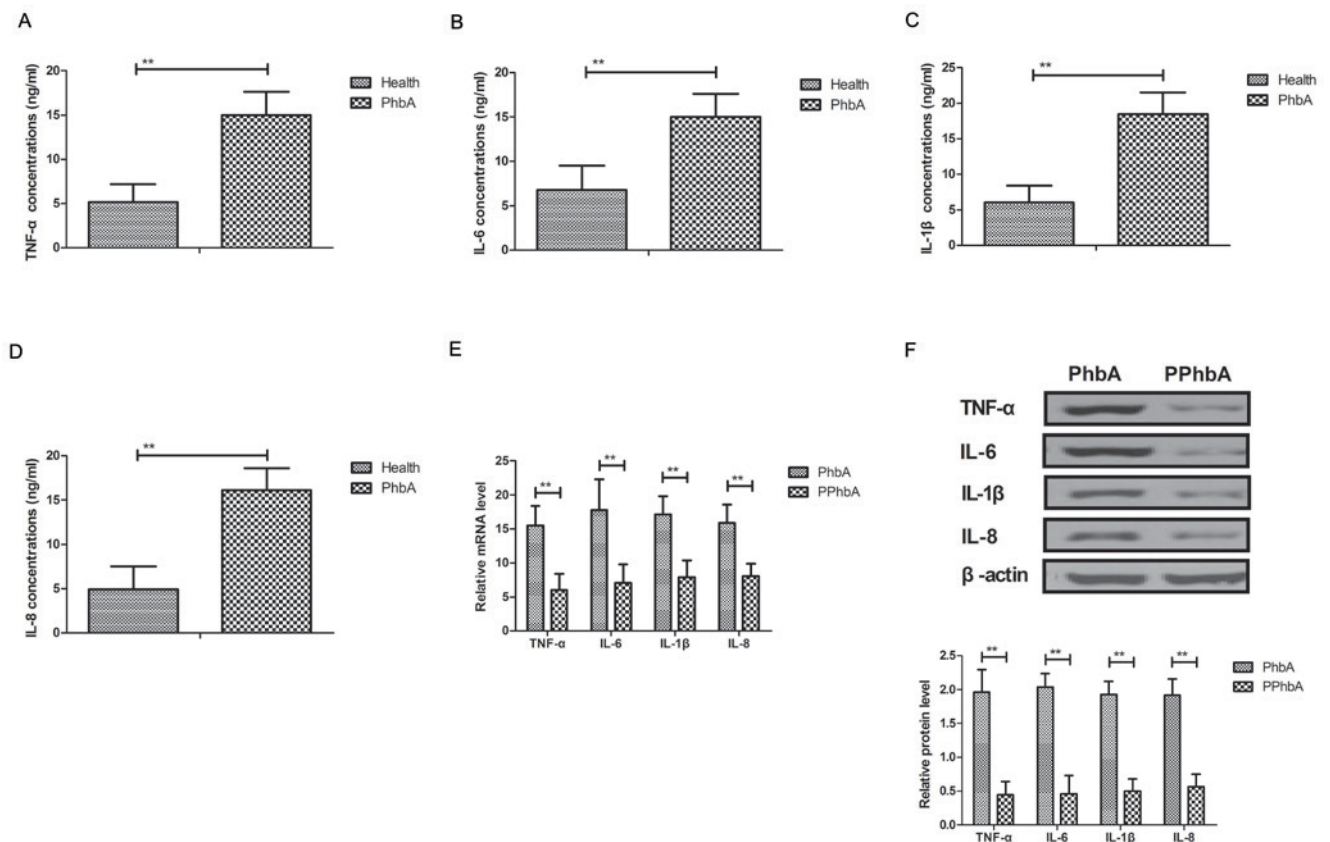 A
**
TNF-α concentrations (ng/ml)
20
15
10
5
0
Health
PhbA
B
**
IL-6 concentrations (ng/ml)
20
15
10
5
0
Health
PhbA
C
**
IL-1β concentrations (ng/ml)
25
20
15
10
5
0
Health
PhbA
D
**
IL-8 concentrations (ng/ml)
20
15
10
5
0
Health
PhbA
E
Relative mRNA level
25
20
15
10
5
0
** ** ** **
TNF-α IL-6 IL-1β IL-8
PhbA
PPhbA
F
PhbA PPhbA
TNF-α
IL-6
IL-1β
IL-8
β -actin
Relative protein level
2.5
2.0
1.5
1.0
0.5
0.0
** ** ** **
TNF-α IL-6 IL-1β IL-8
PhbA
PPhbA